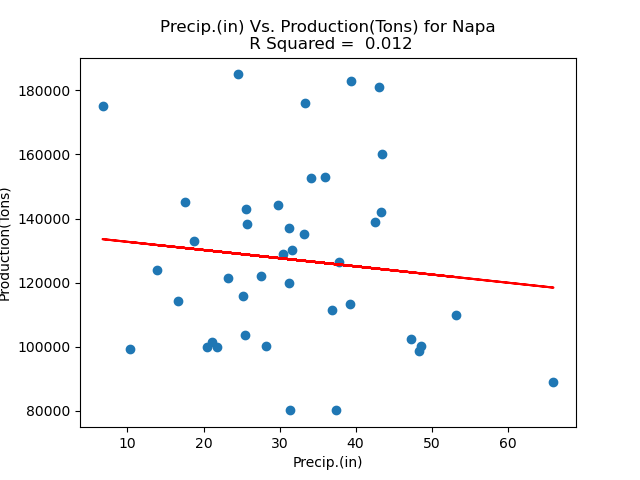 Precip.(in) Vs. Production(Tons) for Napa
R Squared =  0.012
180000
160000
140000
120000
100000
80000
Production(Tons)
10 20 30 40 50 60
Precip.(in)